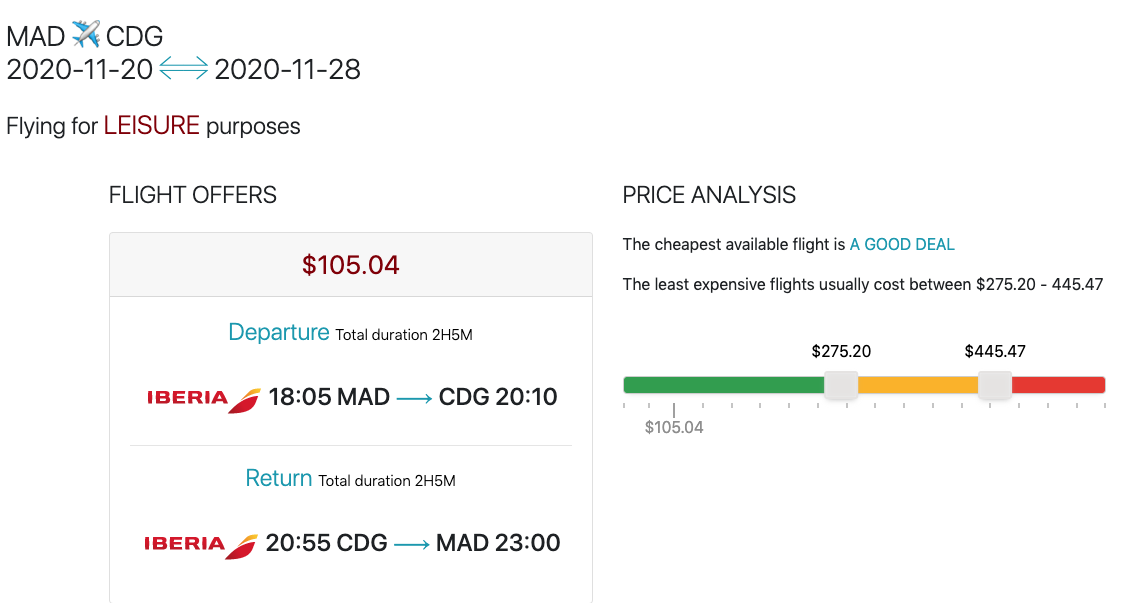 MAD ✈️ CDG
2020-11-20 ⟺ 2020-11-28
Flying for LEISURE purposes
FLIGHT OFFERS
$105.04
Departure Total duration 2H5M
IBERIA 18:05 MAD ⟶ CDG 20:10
Return Total duration 2H5M
IBERIA 20:55 CDG ⟶ MAD 23:00
PRICE ANALYSIS
The cheapest available flight is A GOOD DEAL
The least expensive flights usually cost between $275.20 - 445.47
$275.20 $445.47
$105.04